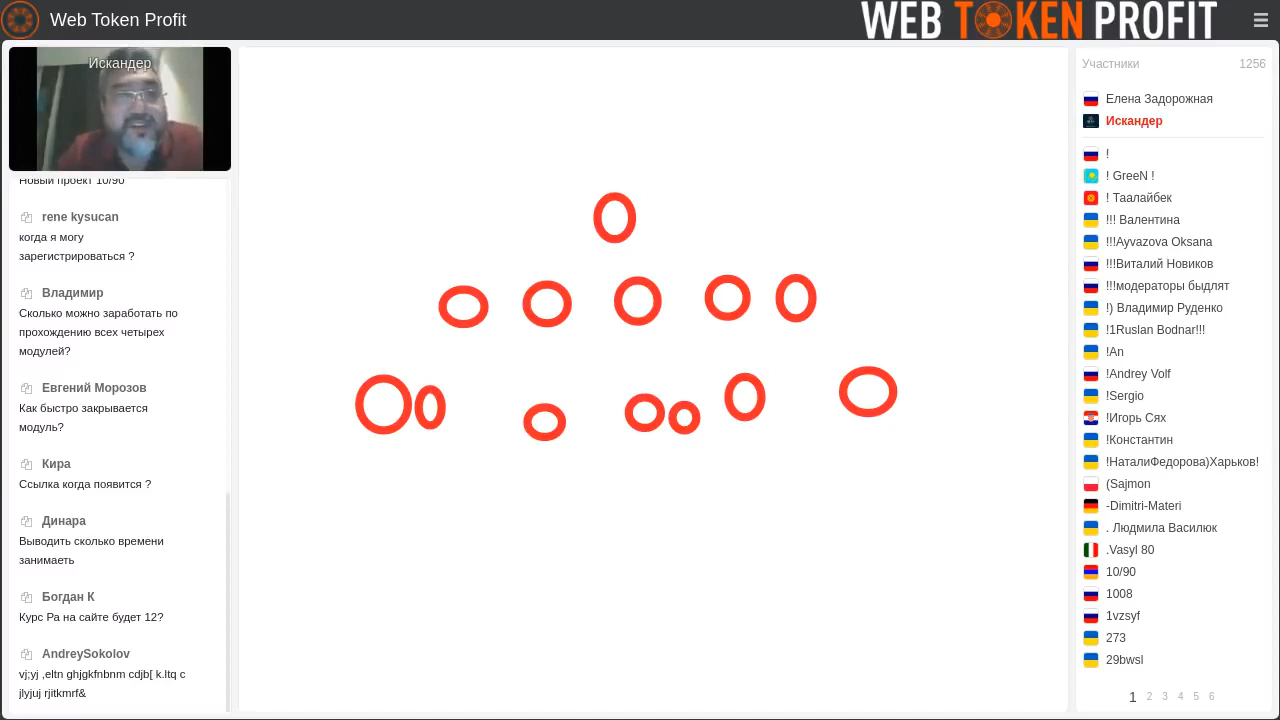 Web Token Profit
WEB TOKEN PROFIT
Искандер
Новый проект 10/90
rene kysucan
когда я могу
зарегистрироваться ?
Владимир
Сколько можно заработать по
прохождению всех четырех
модулей?
Евгений Морозов
Как быстро закрывается
модуль?
Кира
Ссылка когда появится ?
Динара
Выводить сколько времени
занимаеть
Богдан К
Курс Ра на сайте будет 12?
AndreySokolov
vj;yj ,eltn ghjgkfnbnm cdjb[ k.ltq c
jlyjuj rjitkmrf&
Участники 1256
Елена Задорожная
Искандер
!
! GreeN !
! Таалайбек
!!! Валентина
!!!Ayvazova Oksana
!!!Виталий Новиков
!!!модераторы быдлят
!) Владимир Руденко
!1Ruslan Bodnar!!!
!An
!Andrey Volf
!Sergio
!Игорь Сях
!Константин
!НаталиФедорова)Харьков!
(Sajmon
-Dimitri-Materi
. Людмила Василюк
.Vasyl 80
10/90
1008
1vzsyf
273
29bwsl
1 2 3 4 5 6